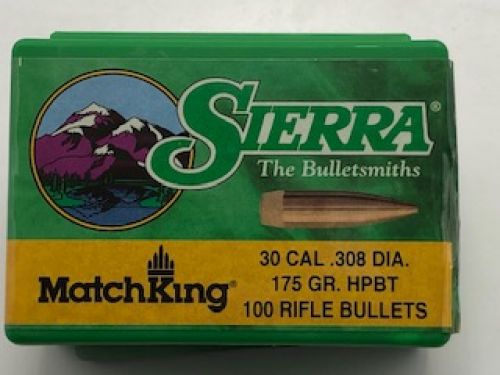 SIERRA®
The Bulletsmiths
MatchKing®
30 CAL .308 DIA.
175 GR. HPBT
100 RIFLE BULLETS